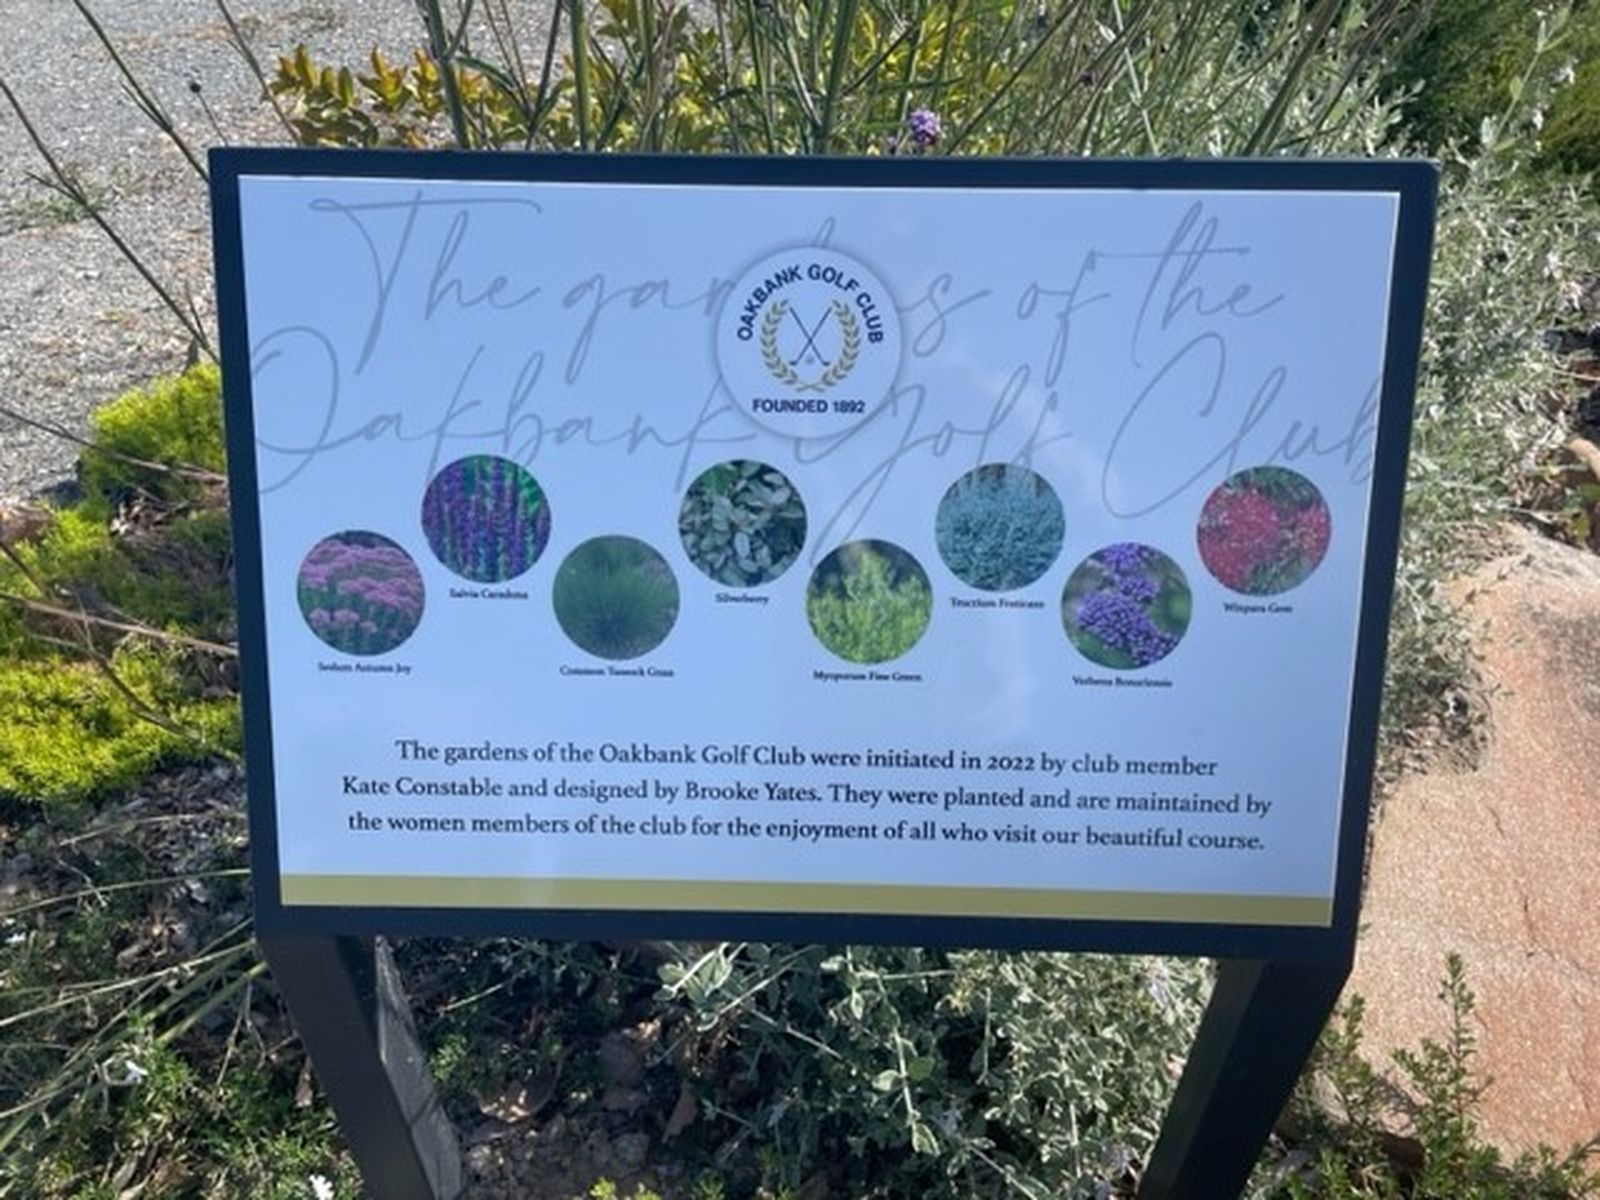 The gardens of the
Oakbank Golf Club
OAKBANK GOLF CLUB
FOUNDED 1892
Salvia Caradona
Silverberry
Teucrium Fruticans
Winpara Gem
Sedum Autumn Joy
Common Tussock Grass
Myoporum Fine Green
Verbena Bonariensis
The gardens of the Oakbank Golf Club were initiated in 2022 by club member
Kate Constable and designed by Brooke Yates. They were planted and are maintained by
the women members of the club for the enjoyment of all who visit our beautiful course.